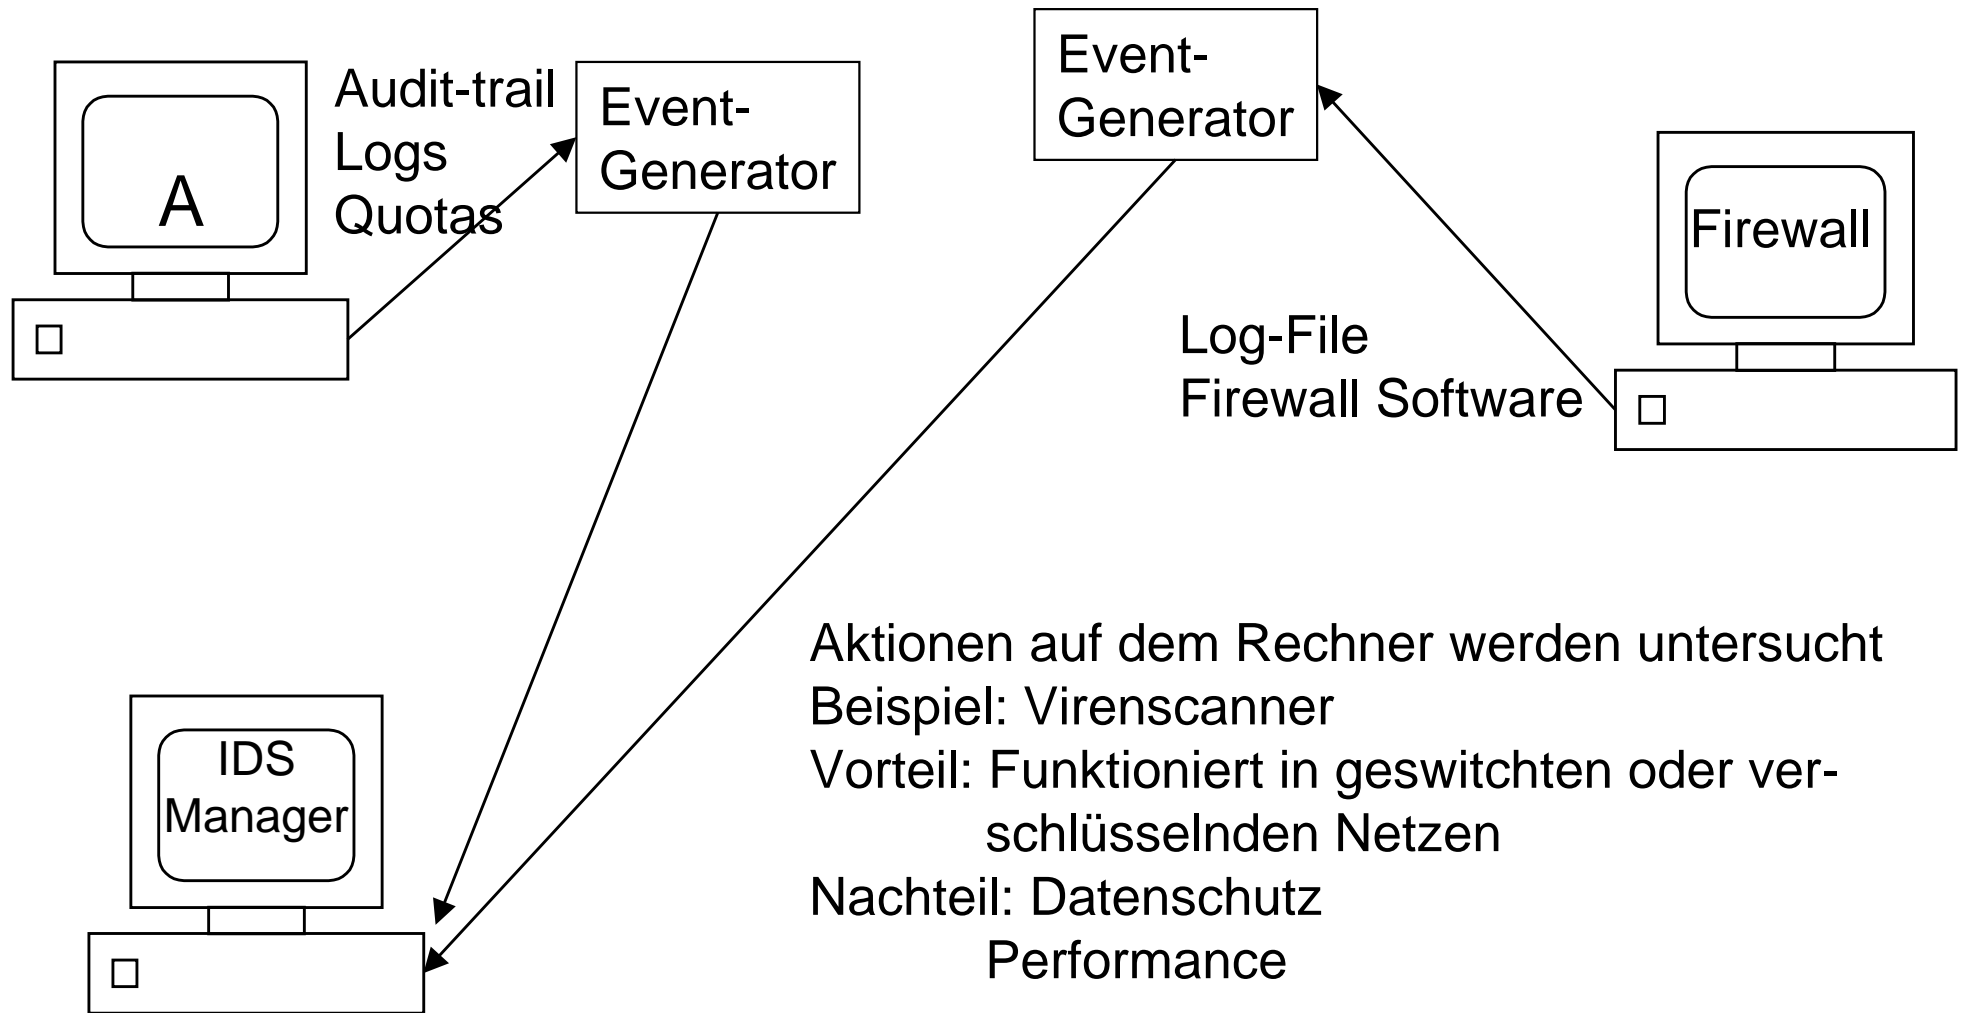 Audit-trail
Logs
Quotas
A
Event-
Generator
Event-
Generator
Firewall
Log-File
Firewall Software
IDS
Manager
Aktionen auf dem Rechner werden untersucht
Beispiel: Virenscanner
Vorteil: Funktioniert in geswitchten oder ver-
schlüsselnden Netzen
Nachteil: Datenschutz
Performance